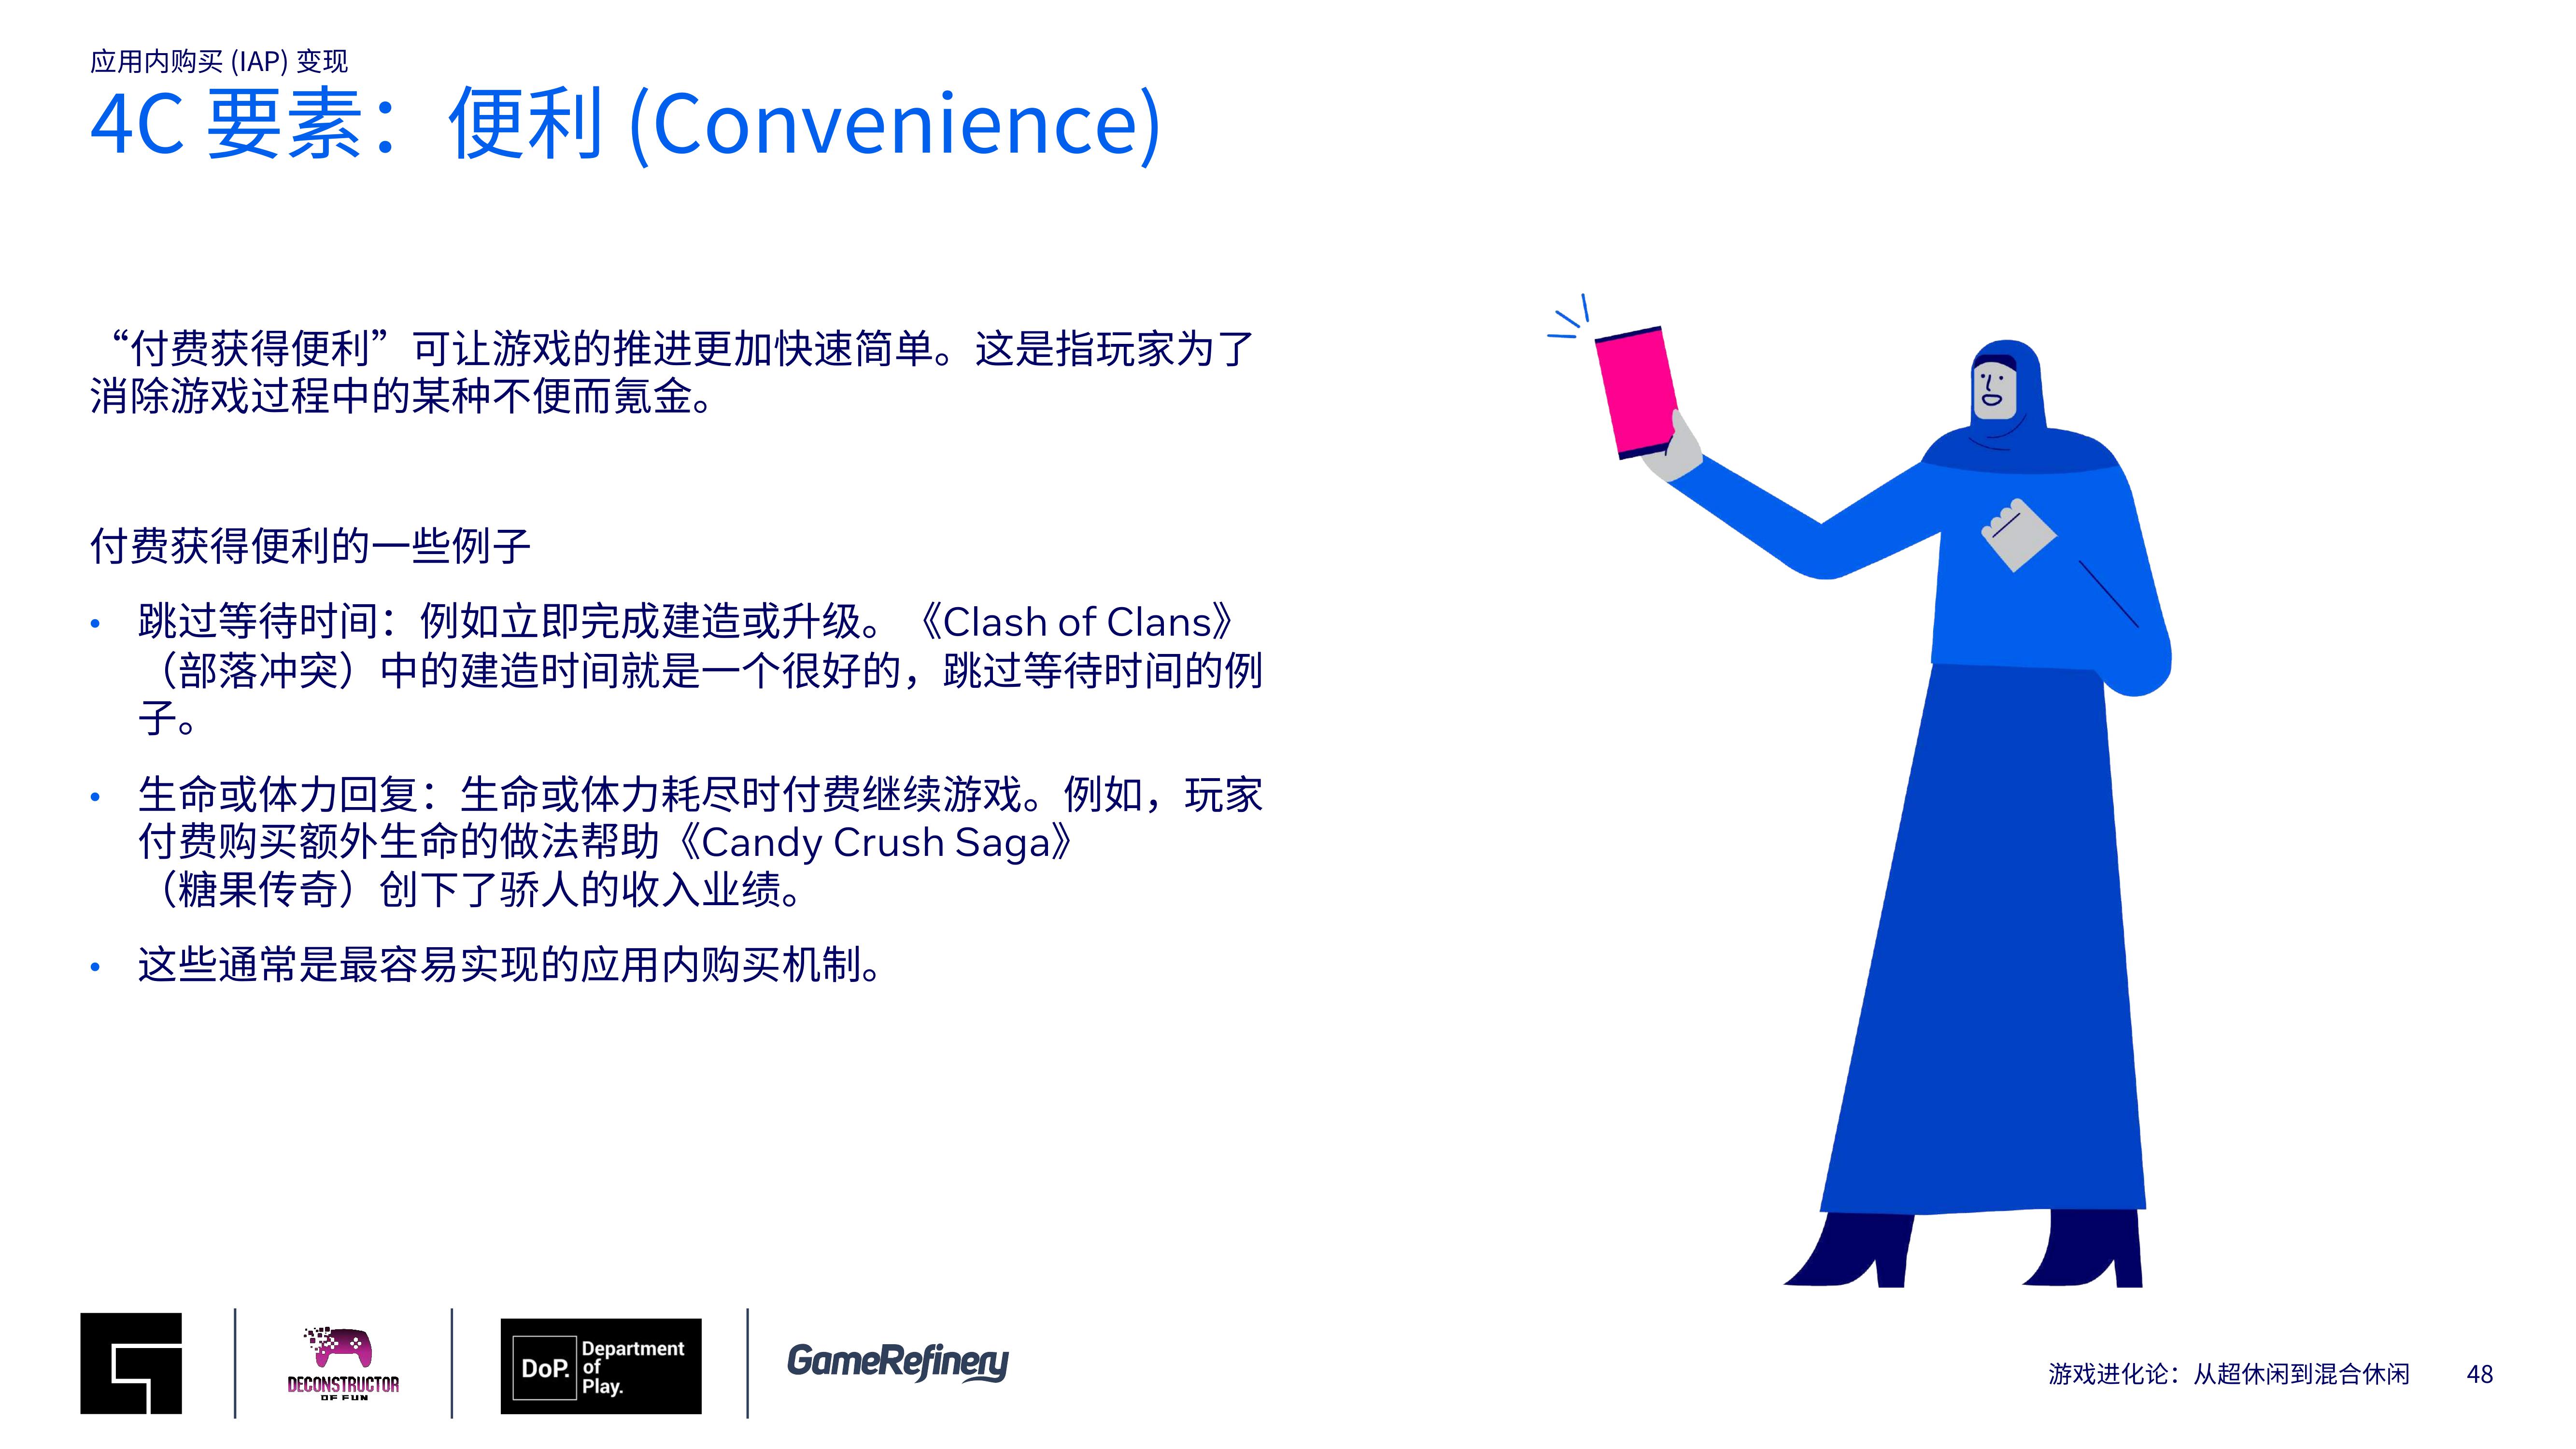 应用内购买 (IAP) 变现
4C 要素：便利 (Convenience)
“付费获得便利”可让游戏的推进更加快速简单。这是指玩家为了
消除游戏过程中的某种不便而氪金。
付费获得便利的一些例子
• 跳过等待时间：例如立即完成建造或升级。《Clash of Clans》
（部落冲突）中的建造时间就是一个很好的，跳过等待时间的例
子。
• 生命或体力回复：生命或体力耗尽时付费继续游戏。例如，玩家
付费购买额外生命的做法帮助《Candy Crush Saga》
（糖果传奇）创下了骄人的收入业绩。
• 这些通常是最容易实现的应用内购买机制。
DECONSTRUCTOR
OF FUN
DoP.
Department
of
Play.
GameRefinery
游戏进化论：从超休闲到混合休闲
48